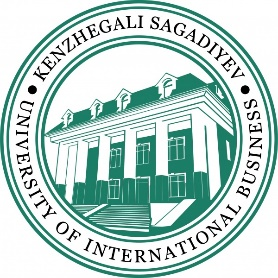 KENZHEGALI SAGADIYEV
UNIVERSITY OF INTERNATIONAL BUSINESS